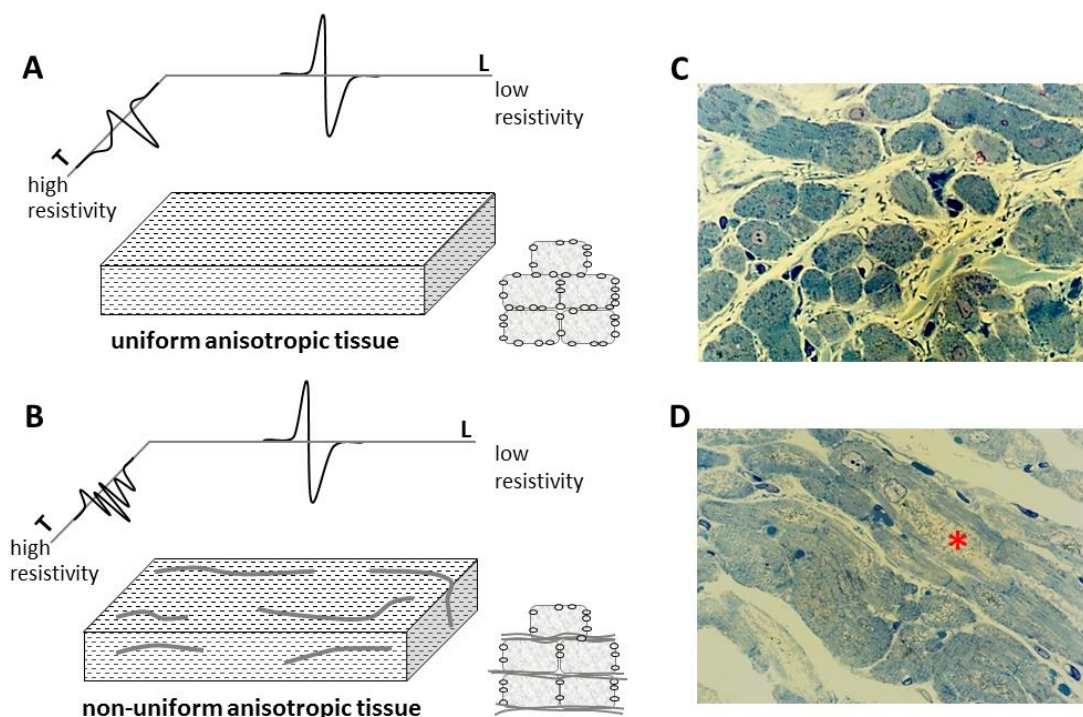 A
L
low
resistivity
T
high
resistivity
uniform anisotropic tissue
B
L
low
resistivity
T
high
resistivity
non-uniform anisotropic tissue
C
D
*